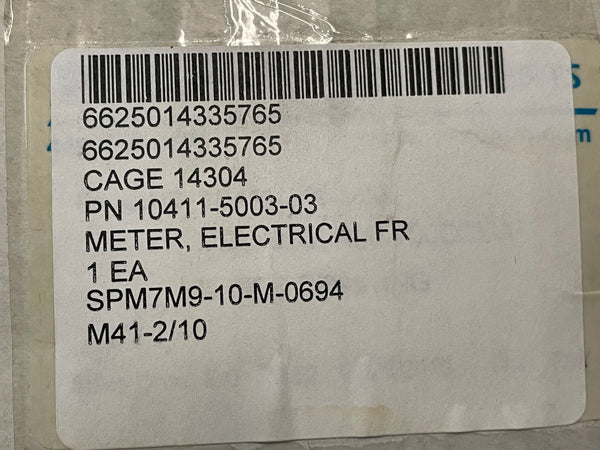 6625014335765
6625014335765
CAGE 14304
PN 10411-5003-03
METER, ELECTRICAL FR
1 EA
SPM7M9-10-M-0694
M41-2/10